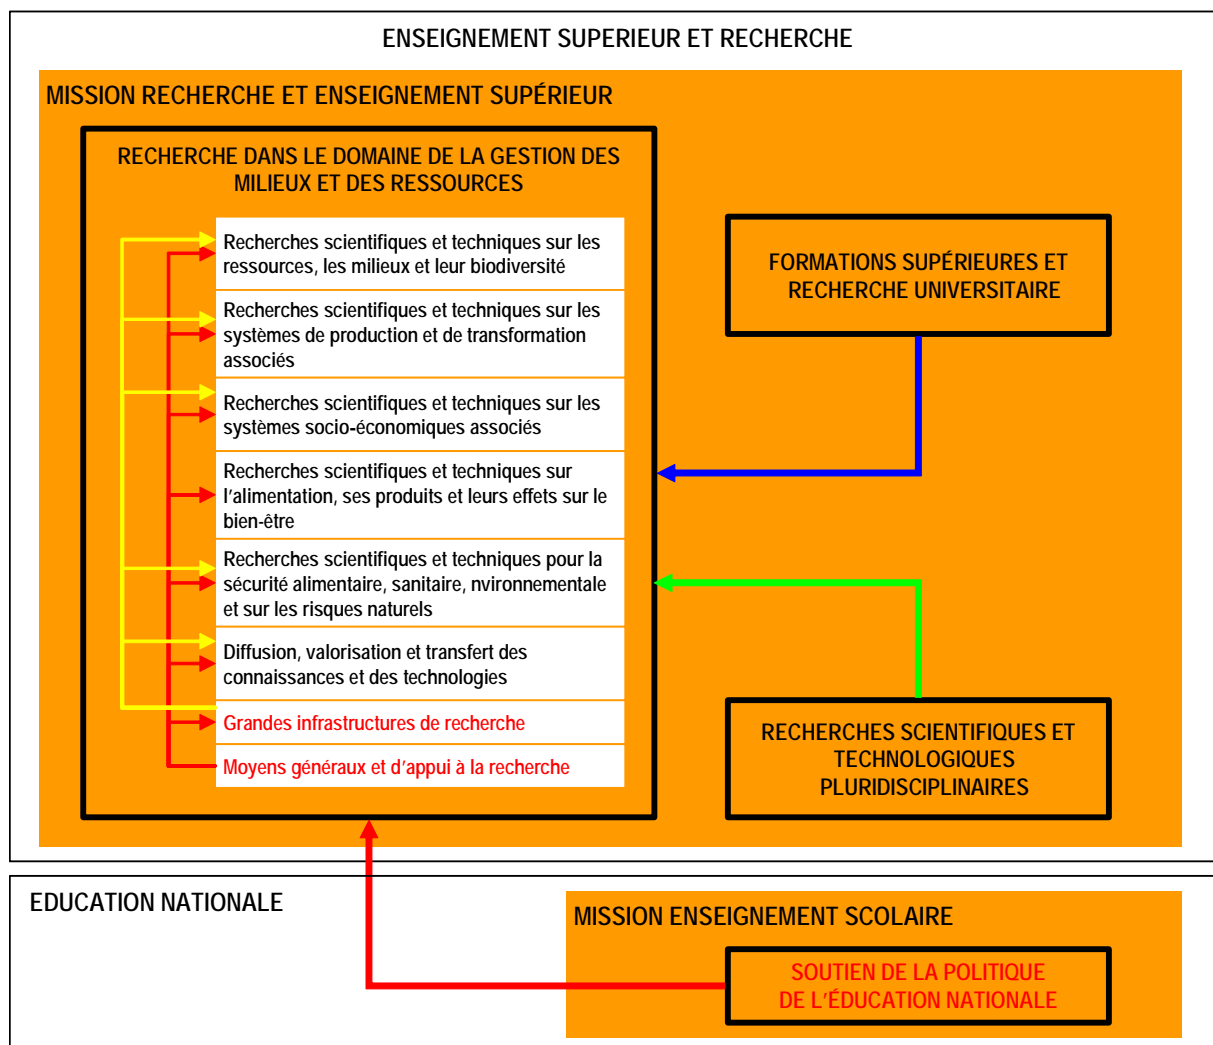 ENSEIGNEMENT SUPERIEUR ET RECHERCHE
MISSION RECHERCHE ET ENSEIGNEMENT SUPÉRIEUR
RECHERCHE DANS LE DOMAINE DE LA GESTION DES
MILIEUX ET DES RESSOURCES
Recherches scientifiques et techniques sur les
ressources, les milieux et leur biodiversité
Recherches scientifiques et techniques sur les
systèmes de production et de transformation
associés
Recherches scientifiques et techniques sur les
systèmes socio-économiques associés
Recherches scientifiques et techniques sur
l'alimentation, ses produits et leurs effets sur le
bien-être
Recherches scientifiques et techniques pour la
sécurité alimentaire, sanitaire, nvironnementale
et sur les risques naturels
Diffusion, valorisation et transfert des
connaissances et des technologies
Grandes infrastructures de recherche
Moyens généraux et d'appui à la recherche
FORMATIONS SUPÉRIEURES ET
RECHERCHE UNIVERSITAIRE
RECHERCHES SCIENTIFIQUES ET
TECHNOLOGIQUES
PLURIDISCIPLINAIRES
EDUCATION NATIONALE
MISSION ENSEIGNEMENT SCOLAIRE
SOUTIEN DE LA POLITIQUE
DE L'ÉDUCATION NATIONALE